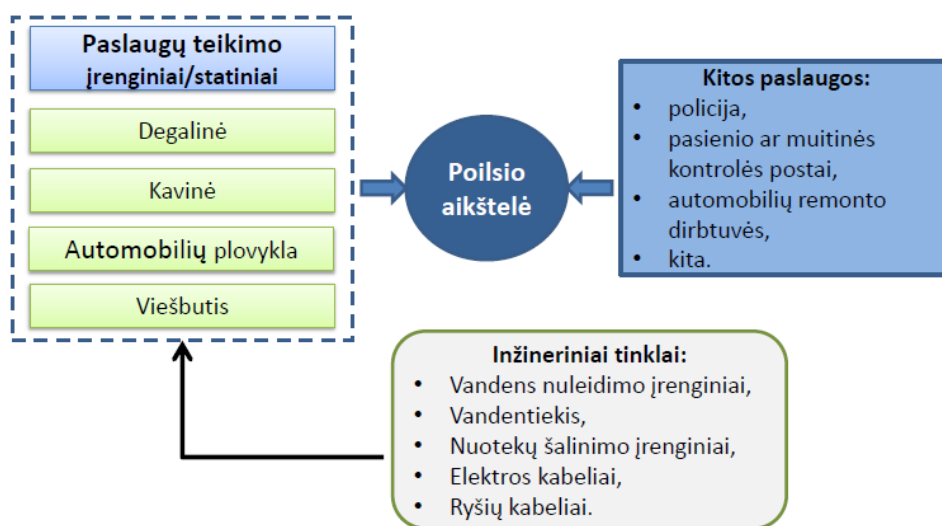 Paslaugų teikimo
įrenginiai/statiniai
Degalinė
Kavinė
Automobilių plovykla
Viešbutis
Poilsio
aikštelė
Kitos paslaugos:
• policija,
• pasienio ar muitinės
kontrolės postai,
• automobilių remonto
dirbtuvės,
• kita.
Inžineriniai tinklai:
• Vandens nuleidimo įrenginiai,
• Vandentiekis,
• Nuotekų šalinimo įrenginiai,
• Elektros kabeliai,
• Ryšių kabeliai.